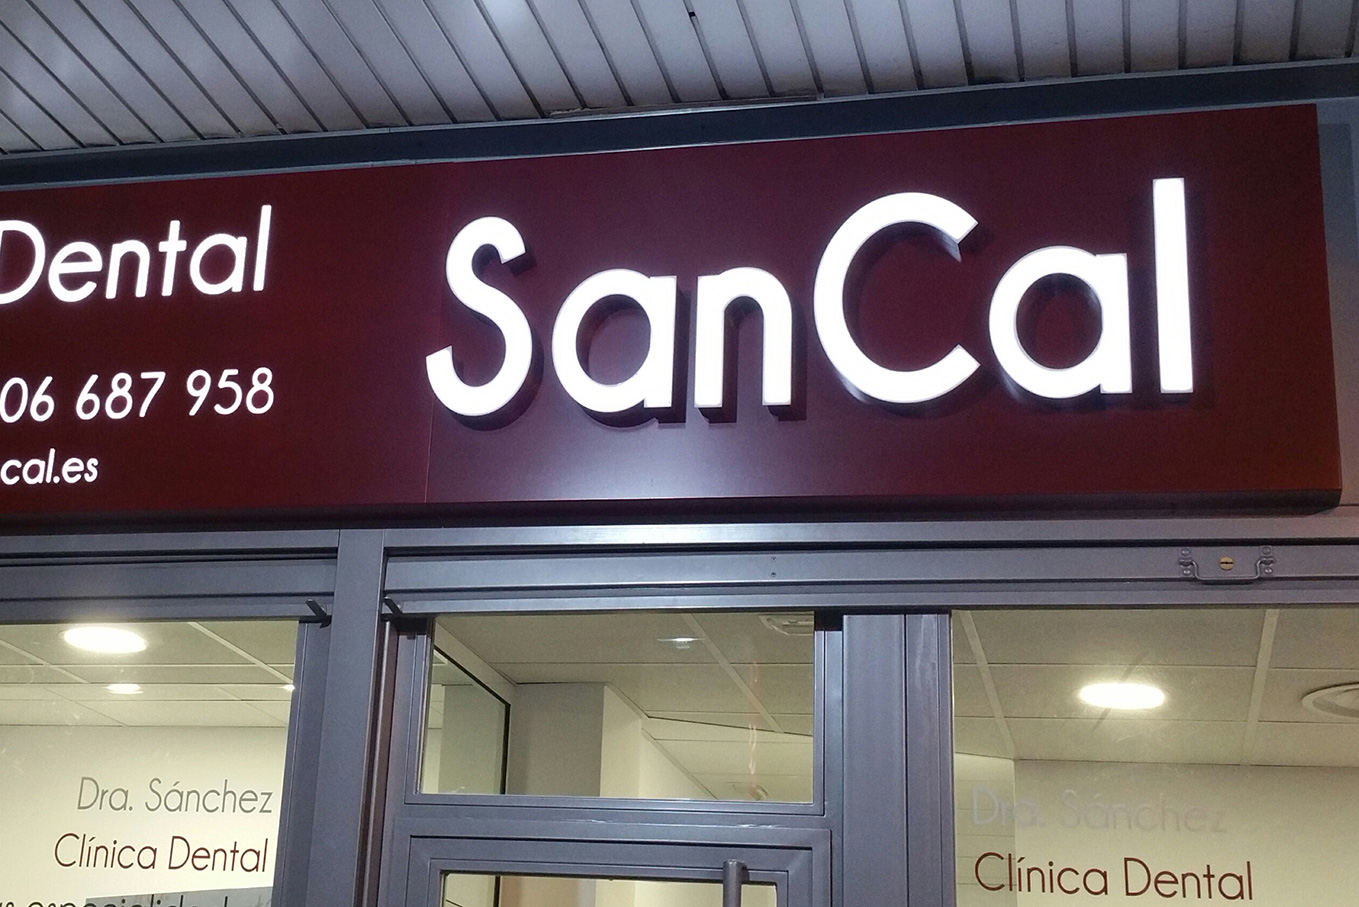 Dental
SanCal
06 687 958
cal.es
Dra. Sánchez
Clínica Dental
Dra. Sánchez
Clínica Dental